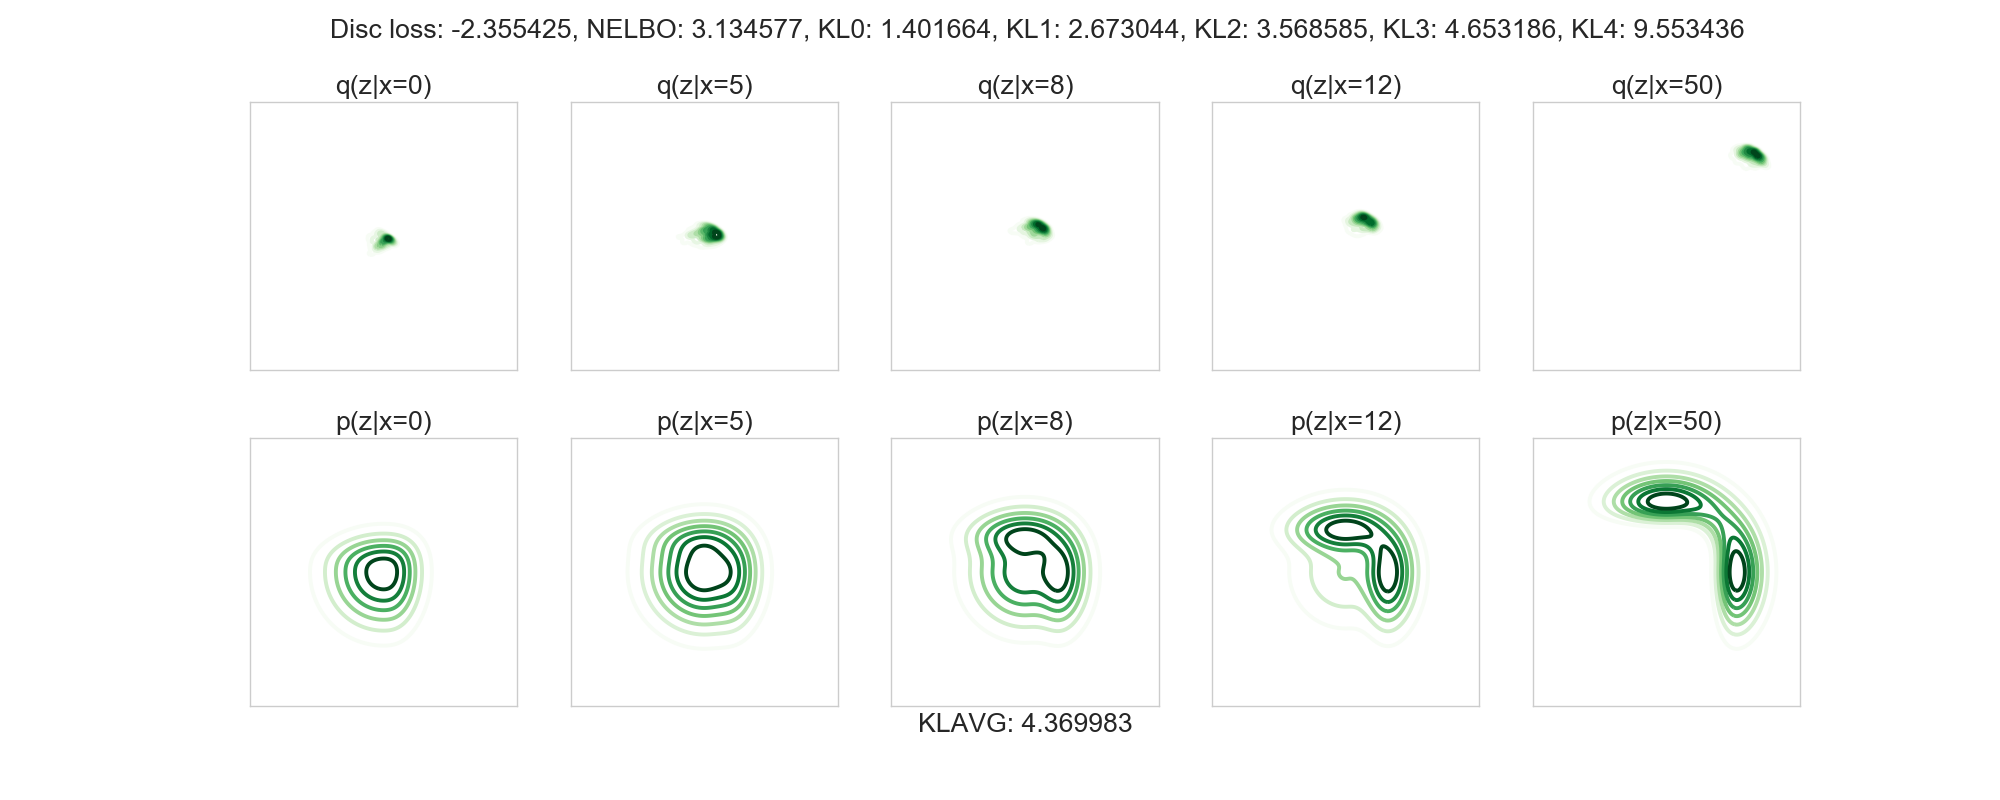 Disc loss: -2.355425, NELBO: 3.134577, KL0: 1.401664, KL1: 2.673044, KL2: 3.568585, KL3: 4.653186, KL4: 9.553436
q(z|x=0) q(z|x=5) q(z|x=8) q(z|x=12) q(z|x=50)
p(z|x=0) p(z|x=5) p(z|x=8) p(z|x=12) p(z|x=50)
KLAVG: 4.369983